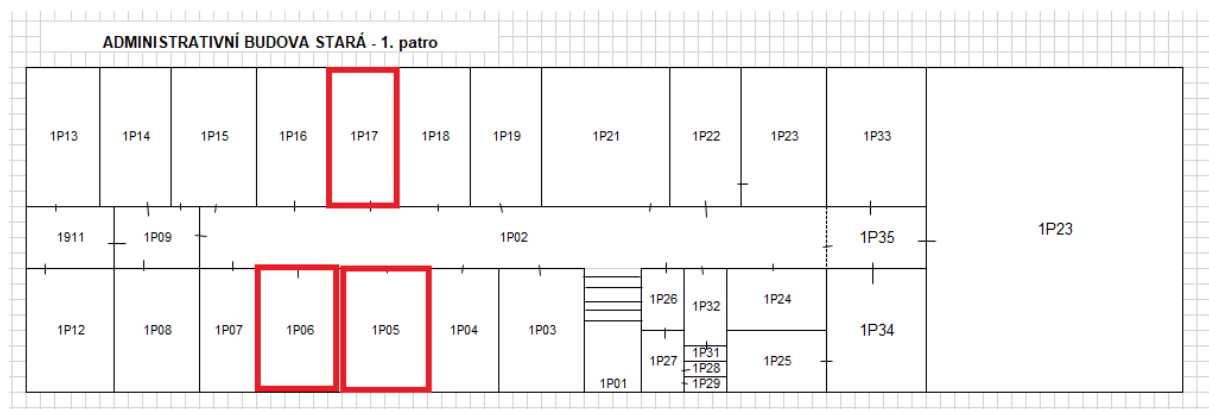 ADMINISTRATIVNÍ BUDOVA STARÁ - 1. patro
1P13 1P14 1P15 1P16 1P17 1P18 1P19 1P21 1P22 1P23 1P33
1P23
1911 1P09 1P02 1P35
1P26 1P32 1P24
1P12 1P08 1P07 1P06 1P05 1P04 1P03 1P34
1P31
1P27 1P28 1P25
1P01 1P29